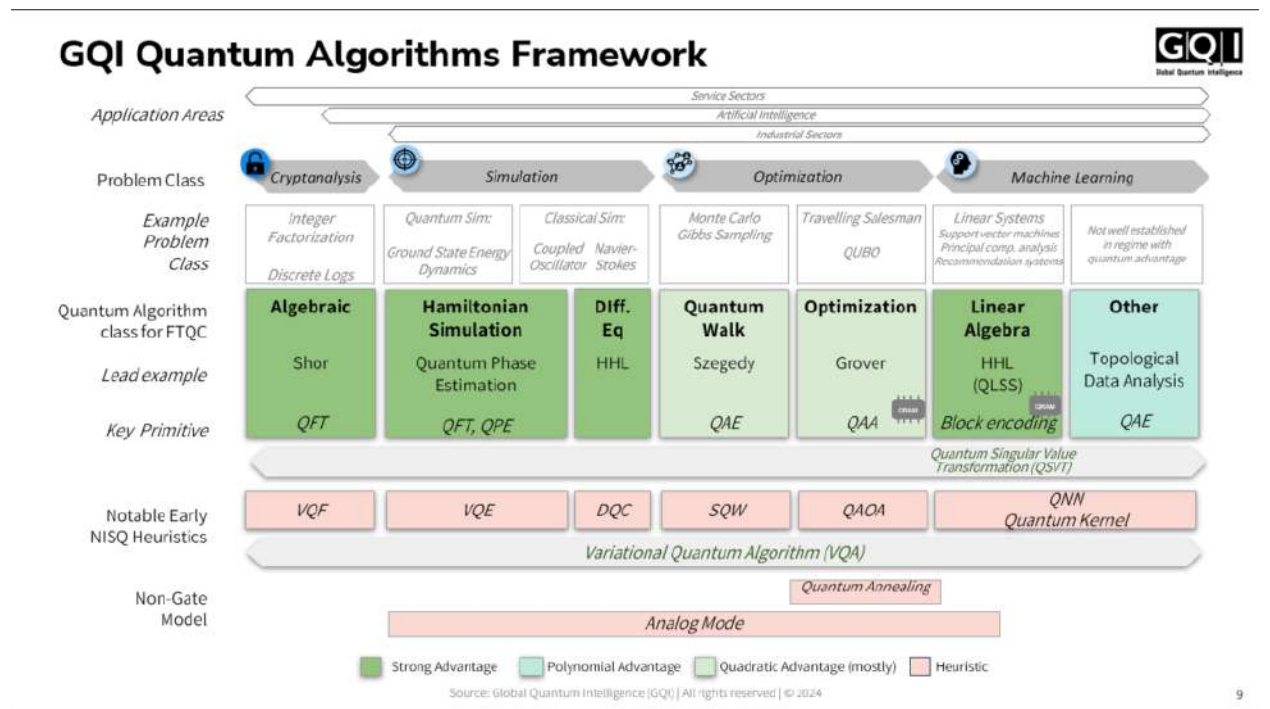 GQI Quantum Algorithms Framework
GQI
Global Quantum Intelligence
Application Areas
Service Sectors
Artificial Intelligence
Industrial Sectors
Problem Class
Cryptanalysis
Simulation
Optimization
Machine Learning
Example
Problem
Class
Integer
Factorization
Discrete Logs
Quantum Sim:
Ground State Energy
Dynamics
Classical Sim:
Coupled Navier-
Oscillator Stokes
Monte Carlo
Gibbs Sampling
Travelling Salesman
QUBO
Linear Systems
Support vector machines
Principal comp. analysis
Recommendation systems
Not well established
in regime with
quantum advantage
Quantum Algorithm
class for FTQC
Algebraic
Hamiltonian
Simulation
Diff.
Eq
Quantum
Walk
Optimization
Linear
Algebra
Other
Lead example
Shor
Quantum Phase
Estimation
HHL
Szegedy
Grover
HHL
(QLSS)
Topological
Data Analysis
Key Primitive
QFT
QFT, QPE
QAE
QAA
QRAM
Block encoding
QRAM
QAE
Quantum Singular Value
Transformation (QSVT)
Notable Early
NISQ Heuristics
VQF
VQE
DQC
SQW
QAOA
QNN
Quantum Kernel
Variational Quantum Algorithm (VQA)
Non-Gate
Model
Quantum Annealing
Analog Mode
Strong Advantage
Polynomial Advantage
Quadratic Advantage (mostly)
Heuristic
Source: Global Quantum Intelligence (GQI) | All rights reserved | © 2024
9